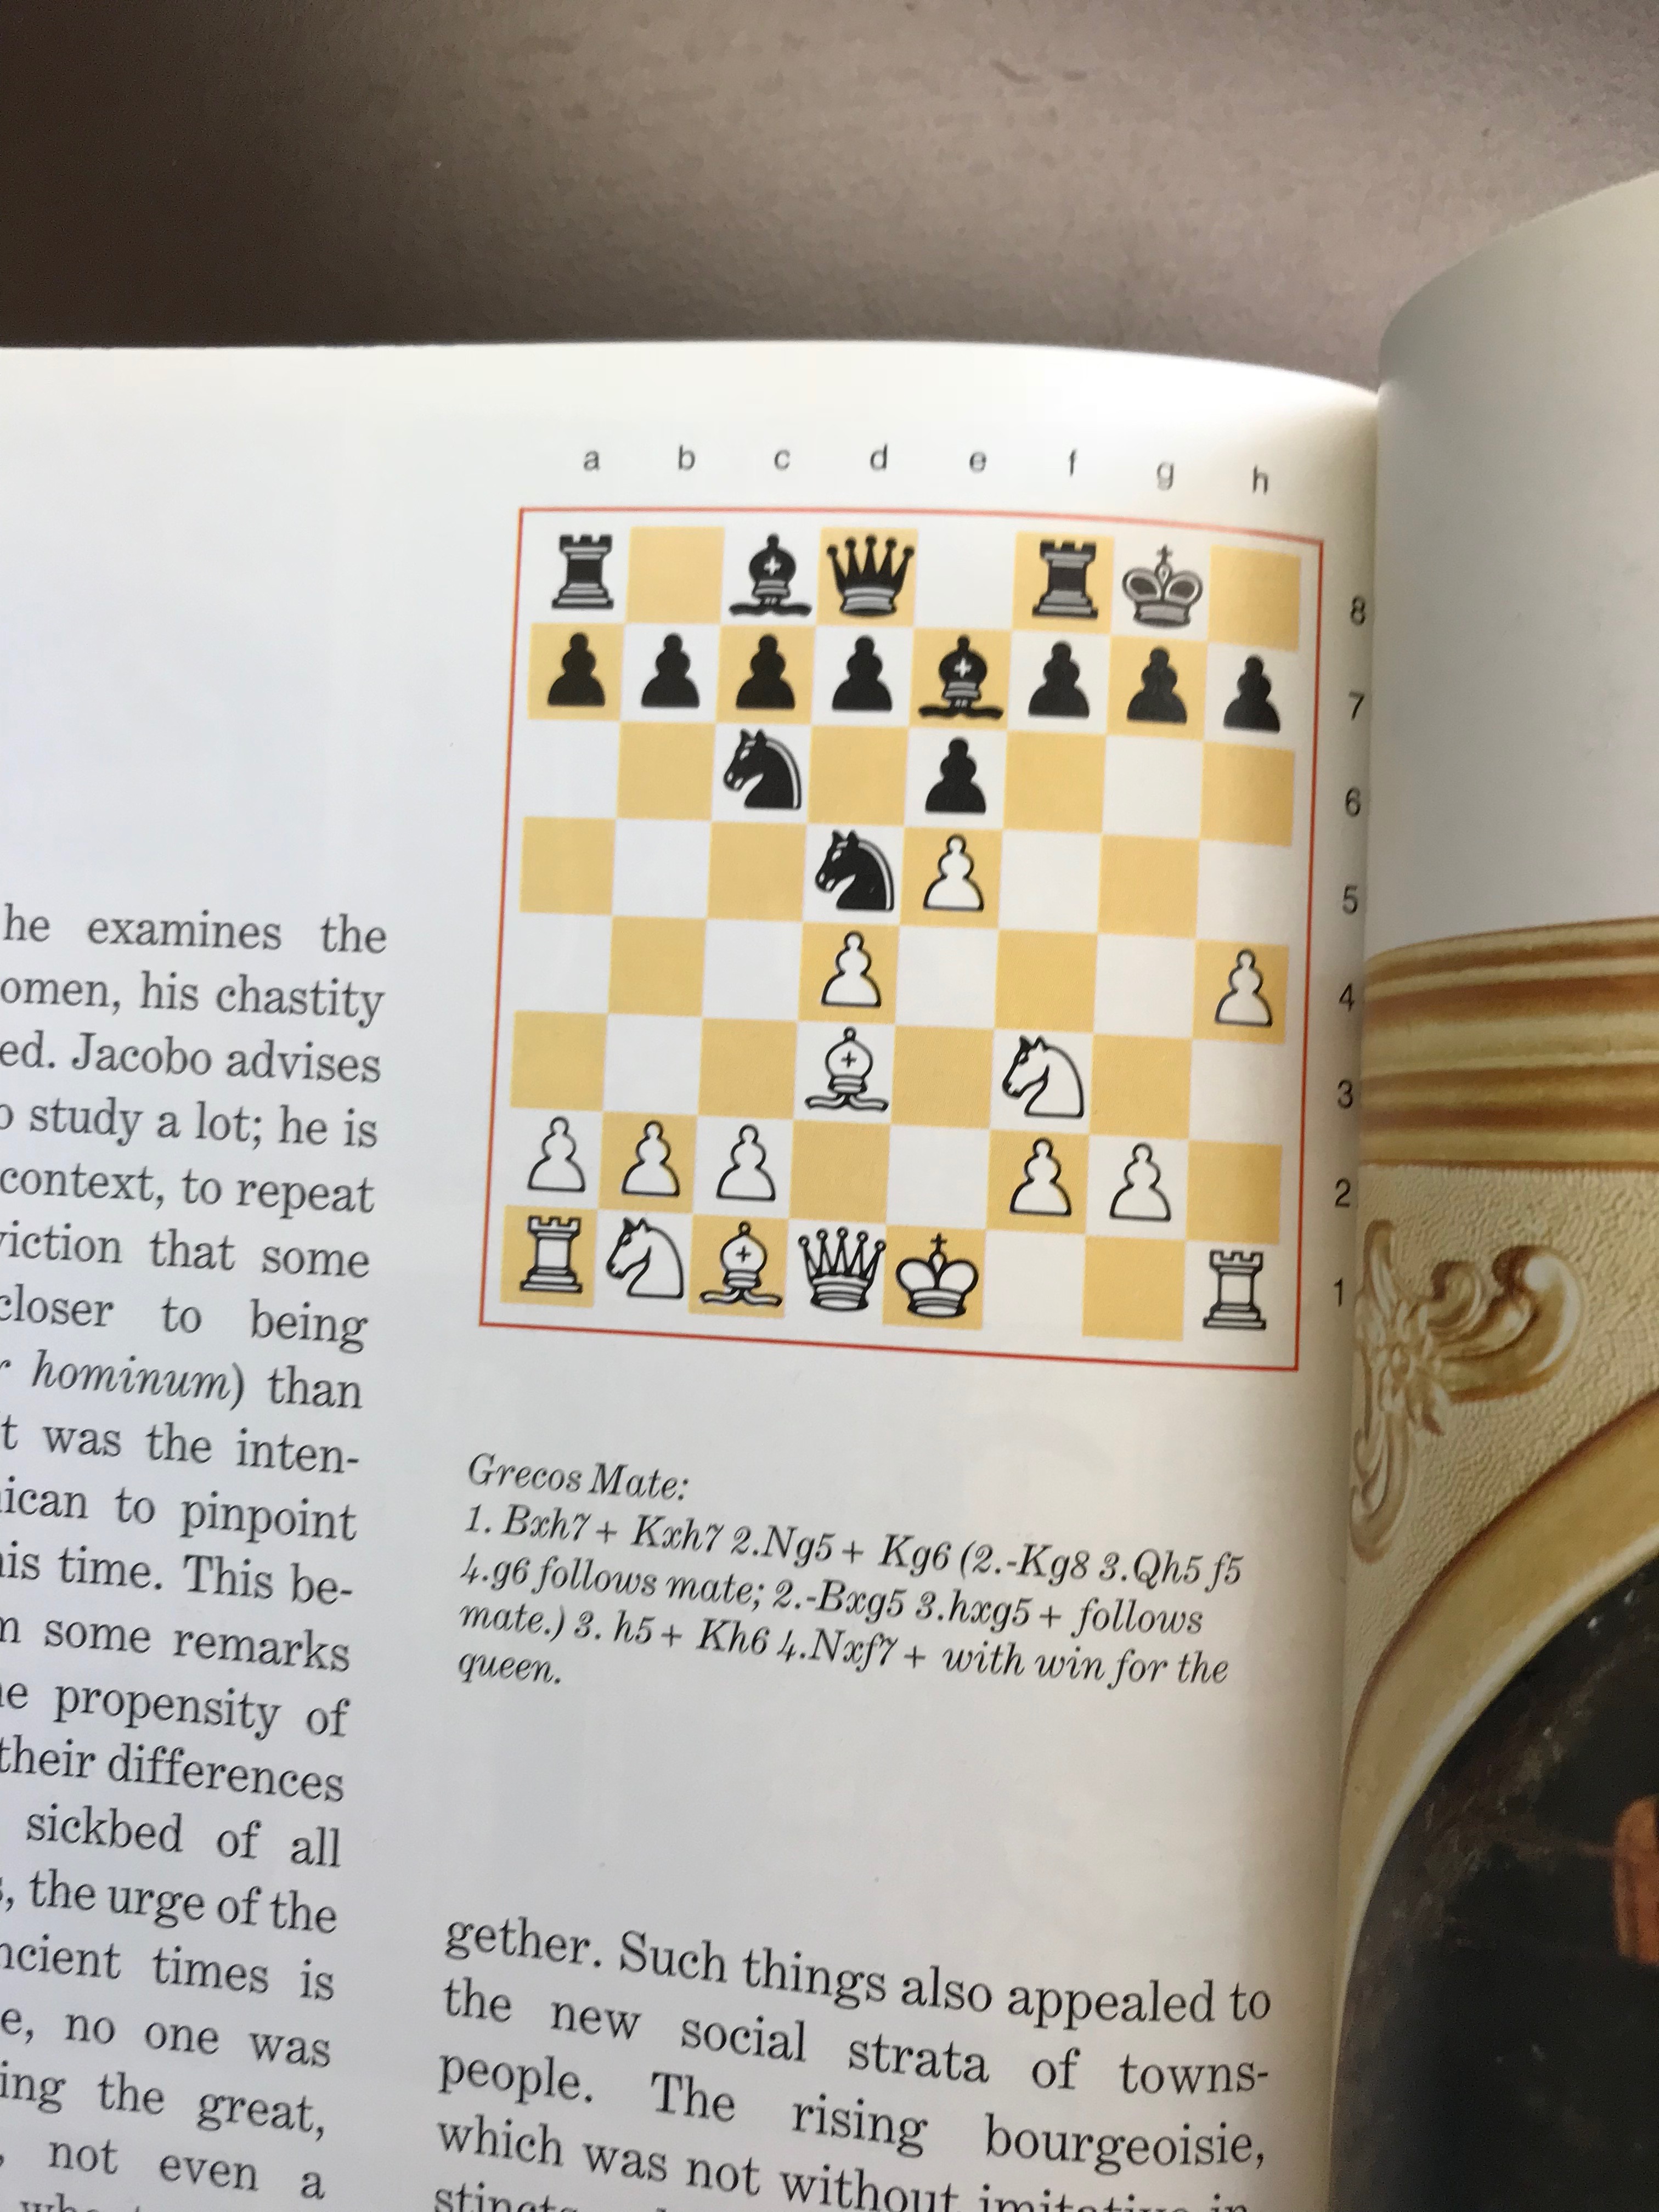 a b c d e f g h
8
7
6
5
4
3
2
1
Grecos Mate:
1. Bxh7+ Kxh7 2.Ng5+ Kg6 (2.-Kg8 3.Qh5 f5
4.g6 follows mate; 2.-Bxg5 3.hxg5+ follows
mate.) 3. h5+ Kh6 4.Nxf7+ with win for the
queen.
he examines the
omen, his chastity
ed. Jacobo advises
o study a lot; he is
context, to repeat
viction that some
closer to being
r hominum) than
t was the inten-
ican to pinpoint
his time. This be-
m some remarks
he propensity of
their differences
sickbed of all
s, the urge of the
ncient times is
e, no one was
ing the great,
, not even a
gether. Such things also appealed to
the new social strata of towns-
people. The rising bourgeoisie,
which was not without imitative in-